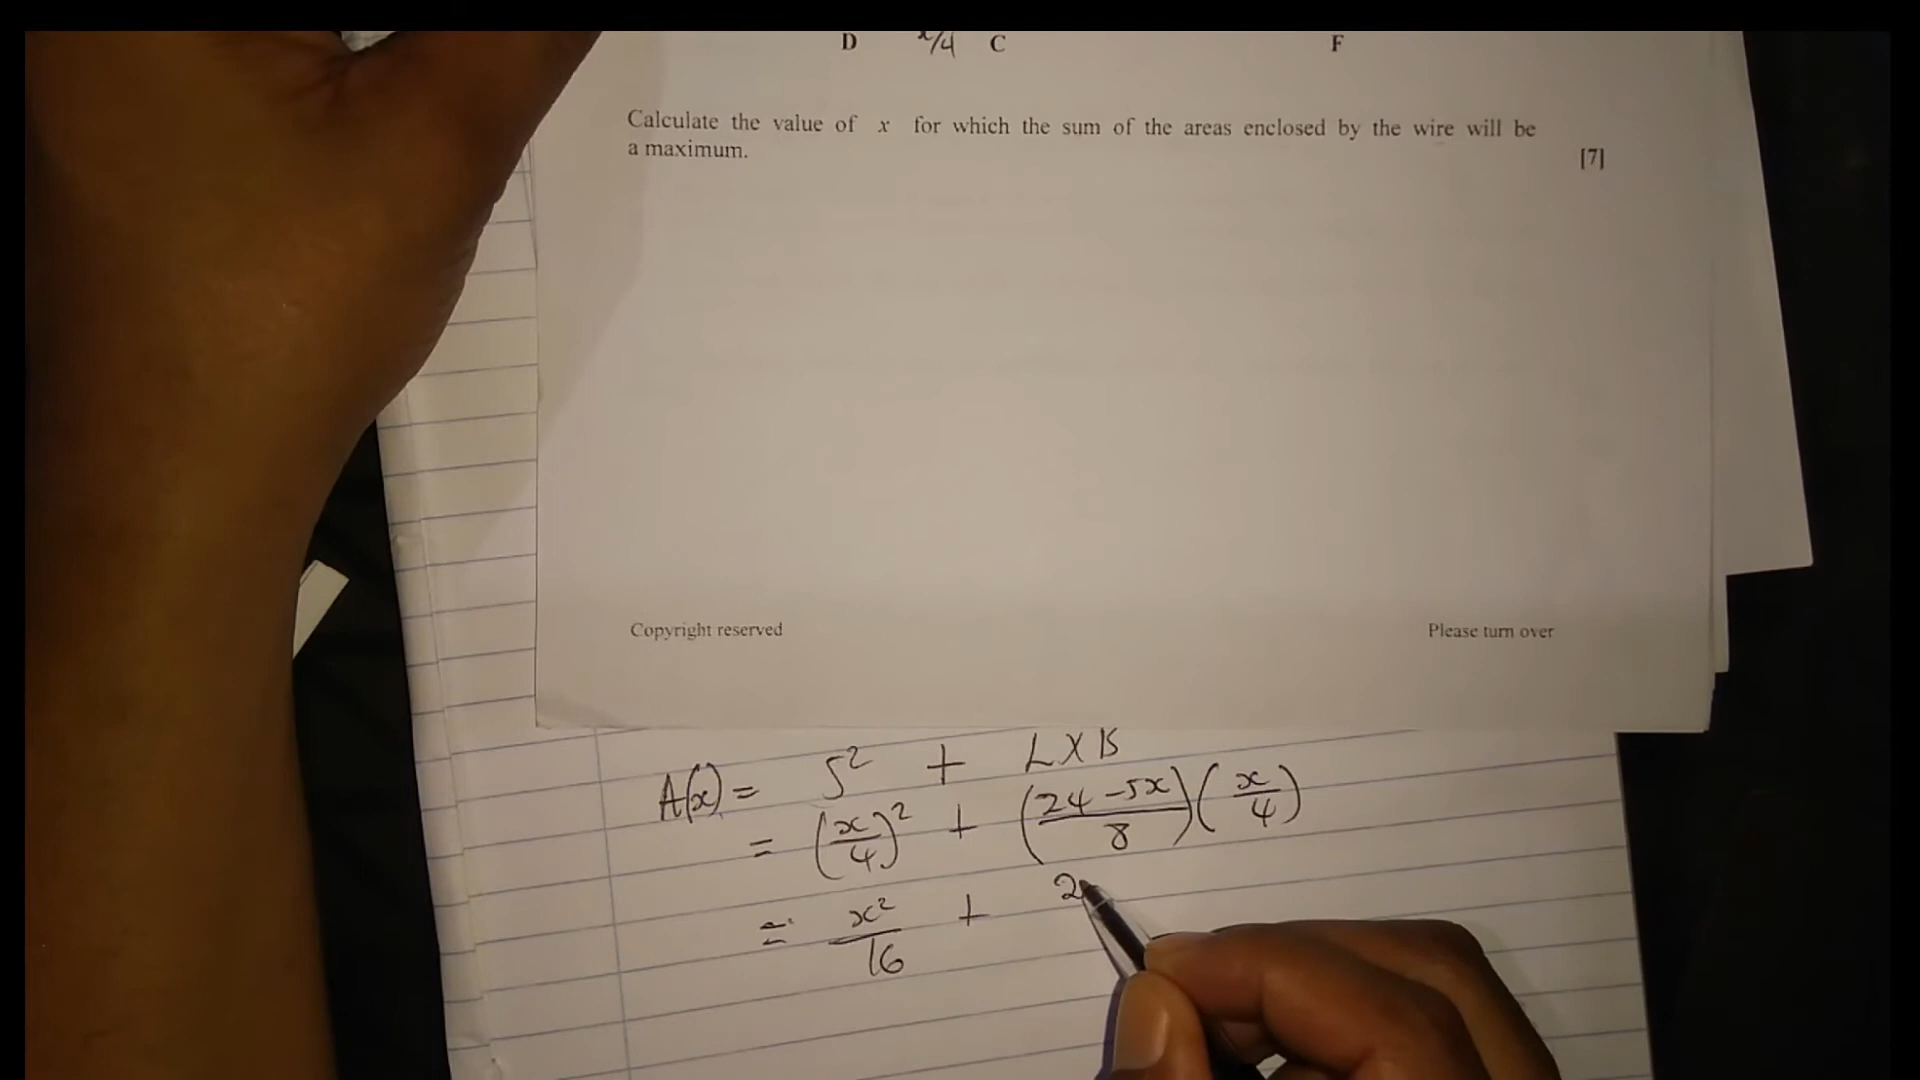 D x/4 C F
Calculate the value of x for which the sum of the areas enclosed by the wire will be
a maximum.
[7]
Copyright reserved Please turn over
A(x) = S² + L X B
= (x/4)² + (24 - 5x/8)(x/4)
= x²/16 + 2